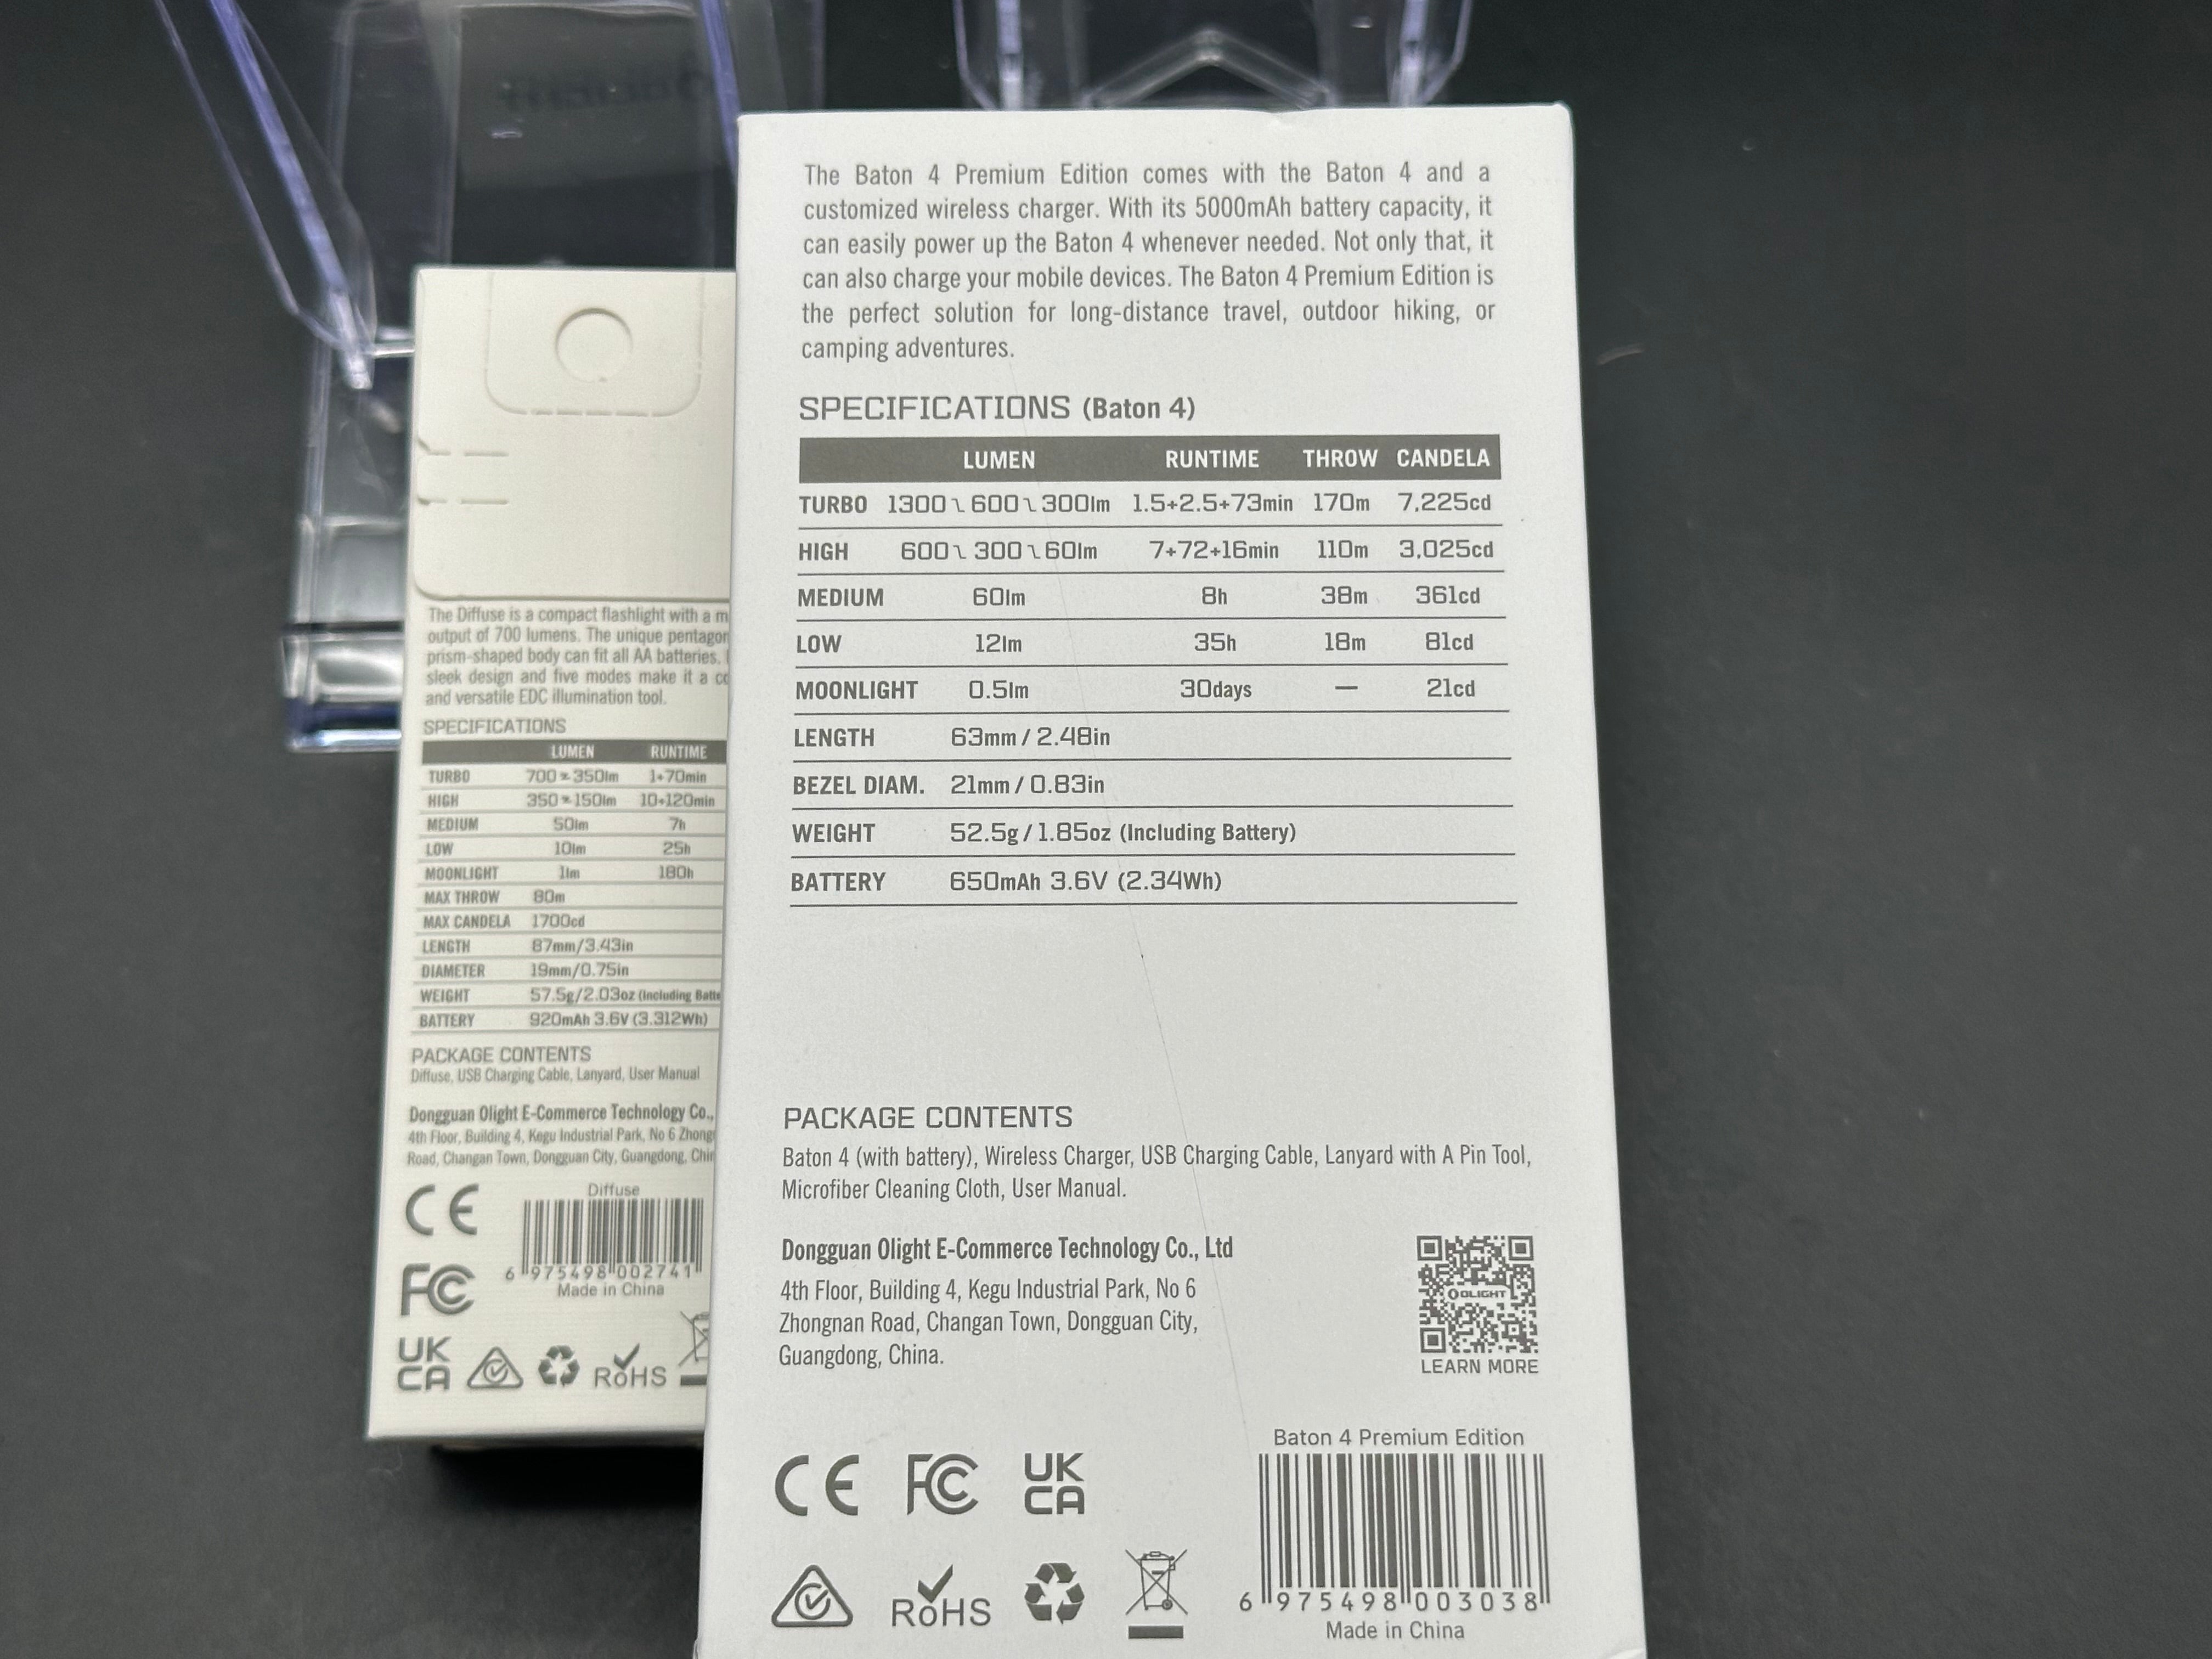 The Baton 4 Premium Edition comes with the Baton 4 and a
customized wireless charger. With its 5000mAh battery capacity, it
can easily power up the Baton 4 whenever needed. Not only that, it
can also charge your mobile devices. The Baton 4 Premium Edition is
the perfect solution for long-distance travel, outdoor hiking, or
camping adventures.
SPECIFICATIONS (Baton 4)
LUMEN RUNTIME THROW CANDELA
TURBO 1300 ⤵ 600 ⤵ 300lm 1.5+2.5+73min 170m 7,225cd
HIGH 600 ⤵ 300 ⤵ 60lm 7+72+16min 110m 3,025cd
MEDIUM 60lm 8h 38m 361cd
LOW 12lm 35h 18m 81cd
MOONLIGHT 0.5lm 30days — 21cd
LENGTH 63mm / 2.48in
BEZEL DIAM. 21mm / 0.83in
WEIGHT 52.5g / 1.85oz (Including Battery)
BATTERY 650mAh 3.6V (2.34Wh)
PACKAGE CONTENTS
Baton 4 (with battery), Wireless Charger, USB Charging Cable, Lanyard with A Pin Tool,
Microfiber Cleaning Cloth, User Manual.
Dongguan Olight E-Commerce Technology Co., Ltd
4th Floor, Building 4, Kegu Industrial Park, No 6
Zhongnan Road, Changan Town, Dongguan City,
Guangdong, China.
OLIGHT
LEARN MORE
CE FC UK
CA
RoHS
Baton 4 Premium Edition
6 975498 003038
Made in China
The Diffuse is a compact flashlight with a
output of 700 lumens. The unique
prism-shaped body can fit all AA batteries.
sleek design and five modes make it a
and versatile EDC illumination tool.
SPECIFICATIONS
LUMEN RUNTIME
TURBO 700 ⤵ 350lm 1+70min
HIGH 350 ⤵ 150lm 10+120min
MEDIUM 50lm 7h
LOW 10lm 25h
MOONLIGHT 1lm 180h
MAX THROW 80m
MAX CANDELA 1700cd
LENGTH 87mm/3.43in
DIAMETER 19mm/0.75in
WEIGHT 57.5g/2.03oz (Including
BATTERY 920mAh 3.6V (3.312Wh)
PACKAGE CONTENTS
Diffuse, USB Charging Cable, Lanyard, User Manual
Dongguan Olight E-Commerce Technology Co.,
4th Floor, Building 4, Kegu Industrial Park, No 6
Road, Changan Town, Dongguan City, Guangdong,
CE
Diffuse
6 975498 002741
Made in China
FC
UK
CA
RoHS